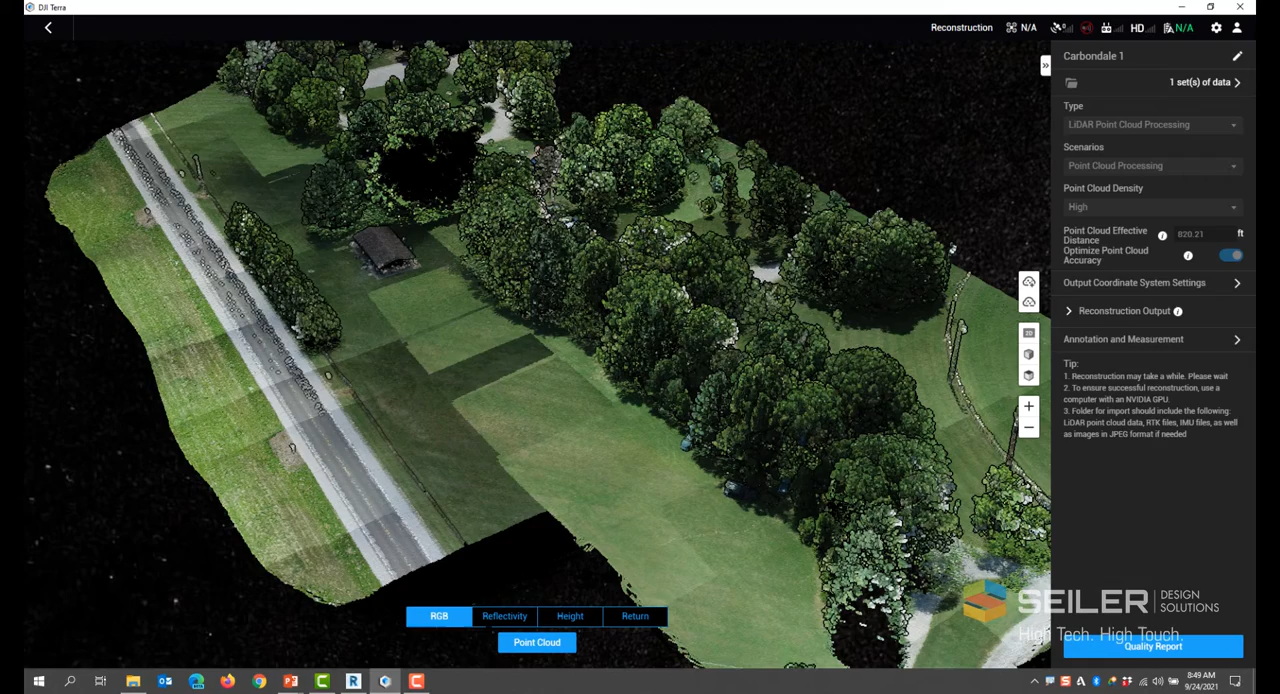 DJI Terra
Reconstruction
N/A
HD
N/A
Carbondale 1
1 set(s) of data
Type
LiDAR Point Cloud Processing
Scenarios
Point Cloud Processing
Point Cloud Density
High
Point Cloud Effective
Distance
820.21
ft
Optimize Point Cloud
Accuracy
Output Coordinate System Settings
Reconstruction Output
Annotation and Measurement
Tip:
1. Reconstruction may take a while. Please wait
2. To ensure successful reconstruction, use a
computer with an NVIDIA GPU.
3. Folder for import should include the following:
LiDAR point cloud data, RTK files, IMU files, as well
as images in JPEG format if needed
2D
RGB
Reflectivity
Height
Return
Point Cloud
SEILER
DESIGN
SOLUTIONS
High Tech. High Touch.
Quality Report
8:49 AM
9/24/2021